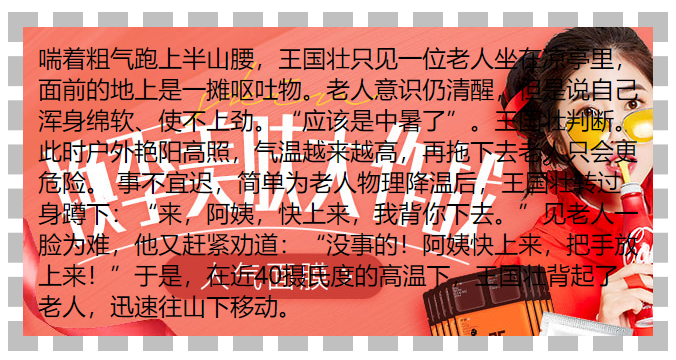 喘着粗气跑上半山腰，王国壮只见一位老人坐在凉亭里，
面前的地上是一摊呕吐物。老人意识仍清醒，但是说自己
浑身绵软、使不上劲。“应该是中暑了”。王国壮判断。
此时户外艳阳高照，气温越来越高，再拖下去老人只会更
危险。 事不宜迟，简单为老人物理降温后，王国壮转过
身蹲下：“来，阿姨，快上来，我背你下去。”见老人一
脸为难，他又赶紧劝道：“没事的！阿姨快上来，把手放
上来！”于是，在近40摄氏度的高温下，王国壮背起了
老人，迅速往山下移动。
人气面膜